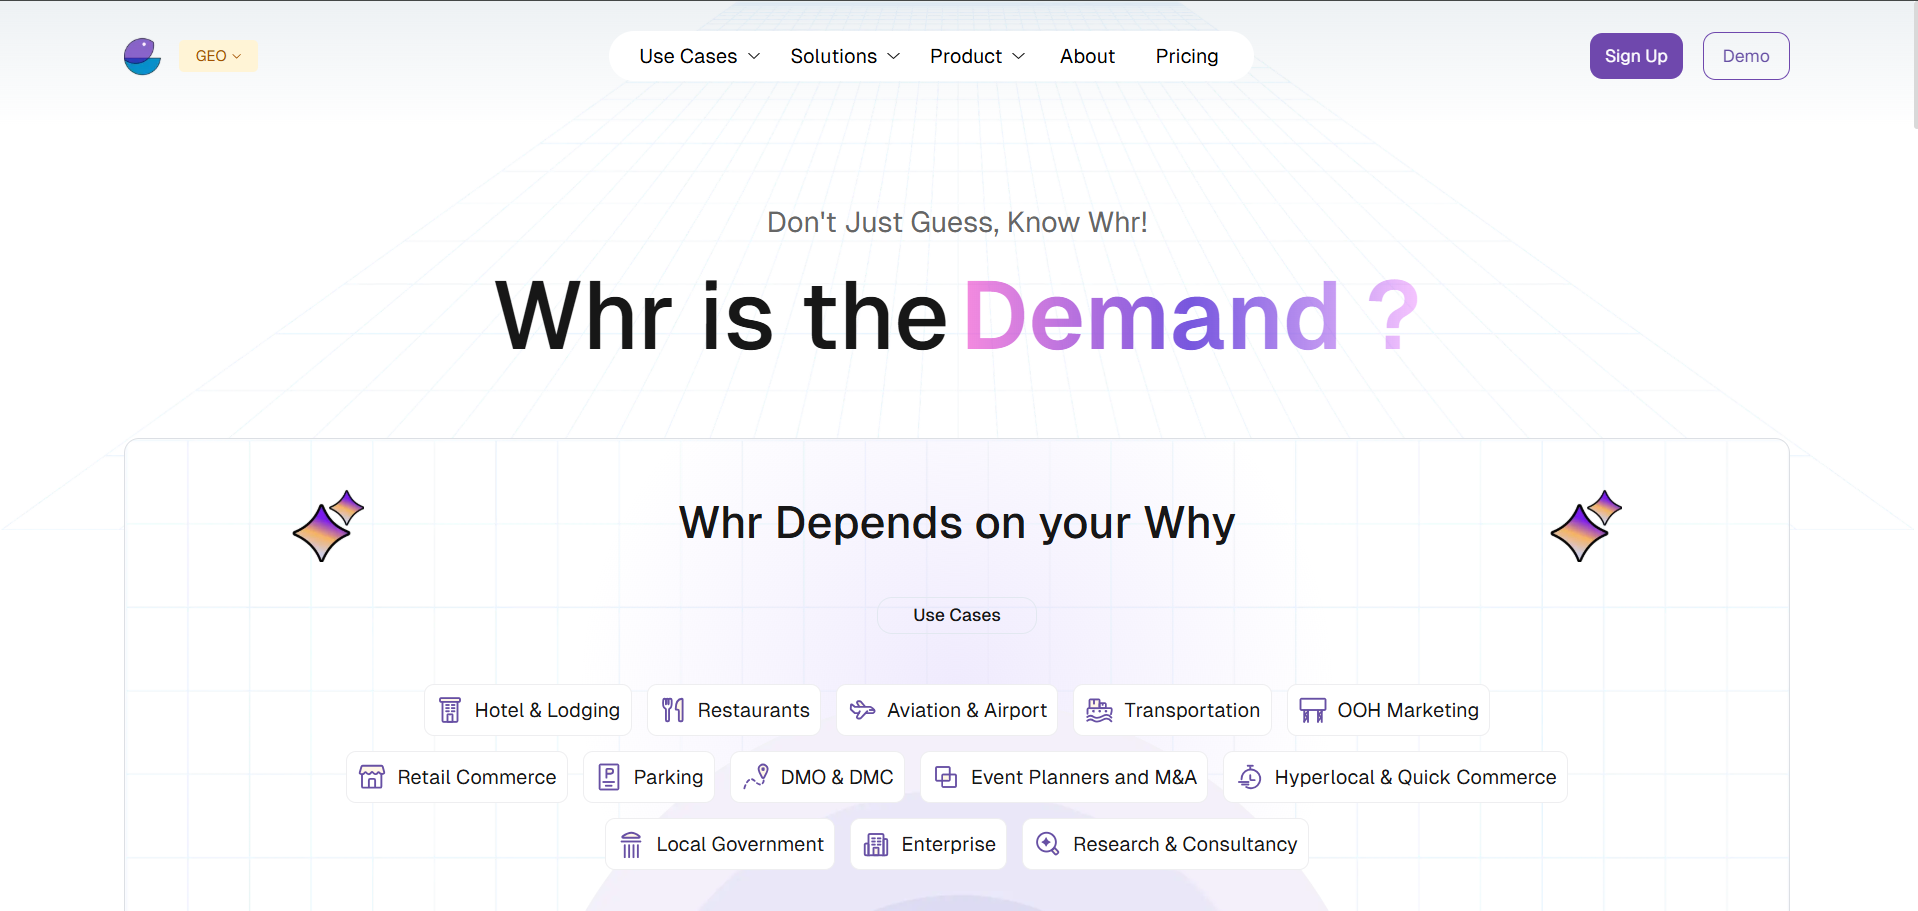 GEO
Use Cases Solutions Product About Pricing
Sign Up Demo
Don't Just Guess, Know Whr!
Whr is the Demand ?
Whr Depends on your Why
Use Cases
Hotel & Lodging Restaurants Aviation & Airport Transportation OOH Marketing
Retail Commerce Parking DMO & DMC Event Planners and M&A Hyperlocal & Quick Commerce
Local Government Enterprise Research & Consultancy